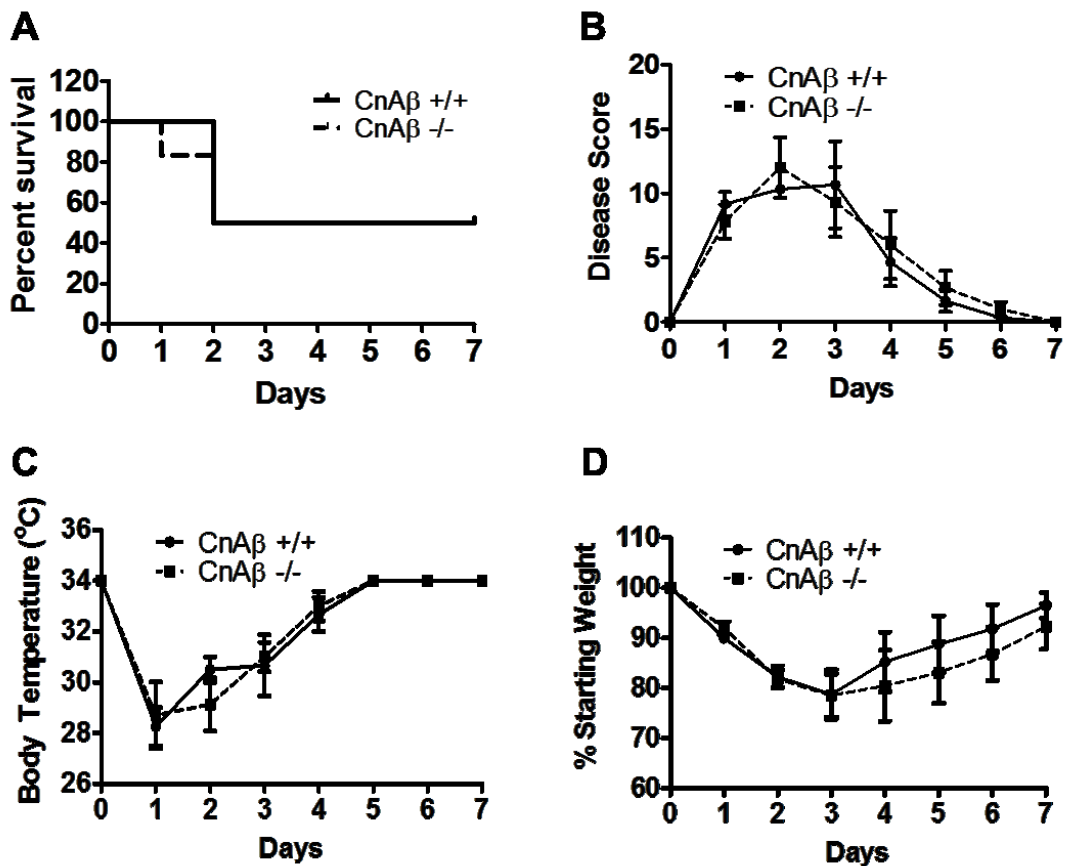 A
Percent survival
120
100
80
60
40
20
0
0 1 2 3 4 5 6 7
Days
CnAβ +/+
CnAβ -/-
B
Disease Score
20
15
10
5
0
0 1 2 3 4 5 6 7
Days
CnAβ +/+
CnAβ -/-
C
Body Temperature (°C)
36
34
32
30
28
26
0 1 2 3 4 5 6 7
Days
CnAβ +/+
CnAβ -/-
D
% Starting Weight
110
100
90
80
70
60
0 1 2 3 4 5 6 7
Days
CnAβ +/+
CnAβ -/-